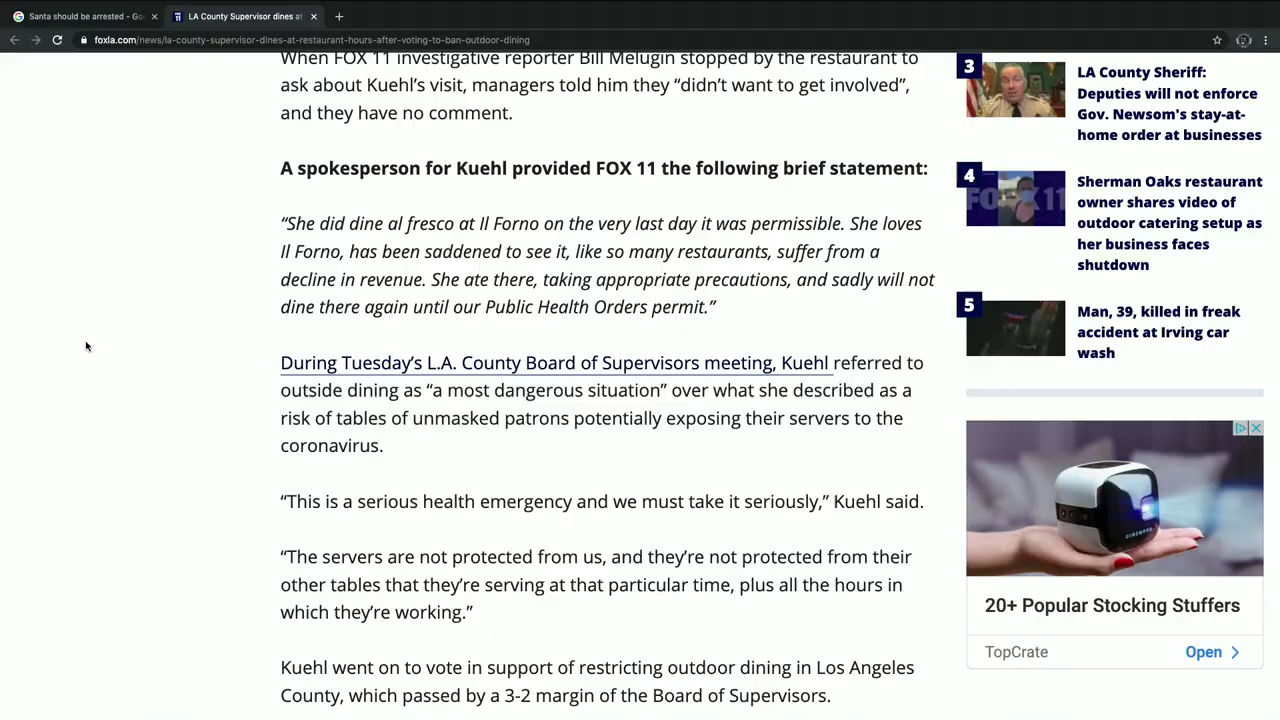 Santa should be arrested - Go
LA County Supervisor dines at
foxla.com/news/la-county-supervisor-dines-at-restaurant-hours-after-voting-to-ban-outdoor-dining
When FOX 11 investigative reporter Bill Melugin stopped by the restaurant to
ask about Kuehl’s visit, managers told him they “didn’t want to get involved”,
and they have no comment.
A spokesperson for Kuehl provided FOX 11 the following brief statement:
“She did dine al fresco at Il Forno on the very last day it was permissible. She loves
Il Forno, has been saddened to see it, like so many restaurants, suffer from a
decline in revenue. She ate there, taking appropriate precautions, and sadly will not
dine there again until our Public Health Orders permit.”
During Tuesday’s L.A. County Board of Supervisors meeting, Kuehl referred to
outside dining as “a most dangerous situation” over what she described as a
risk of tables of unmasked patrons potentially exposing their servers to the
coronavirus.
“This is a serious health emergency and we must take it seriously,” Kuehl said.
“The servers are not protected from us, and they’re not protected from their
other tables that they’re serving at that particular time, plus all the hours in
which they’re working.”
Kuehl went on to vote in support of restricting outdoor dining in Los Angeles
County, which passed by a 3-2 margin of the Board of Supervisors.
3
LA County Sheriff:
Deputies will not enforce
Gov. Newsom's stay-at-
home order at businesses
4
FOX 11
Sherman Oaks restaurant
owner shares video of
outdoor catering setup as
her business faces
shutdown
5
Man, 39, killed in freak
accident at Irving car
wash
CINEMOOD
20+ Popular Stocking Stuffers
TopCrate
Open